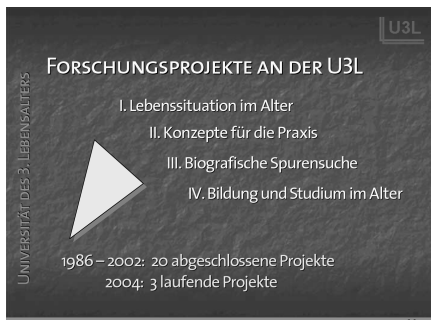 U3L
FORSCHUNGSPROJEKTE AN DER U3L
I. Lebenssituation im Alter
II. Konzepte für die Praxis
III. Biografische Spurensuche
IV. Bildung und Studium im Alter
1986 – 2002: 20 abgeschlossene Projekte
2004: 3 laufende Projekte
UNIVERSITÄT DES 3. LEBENSALTERS